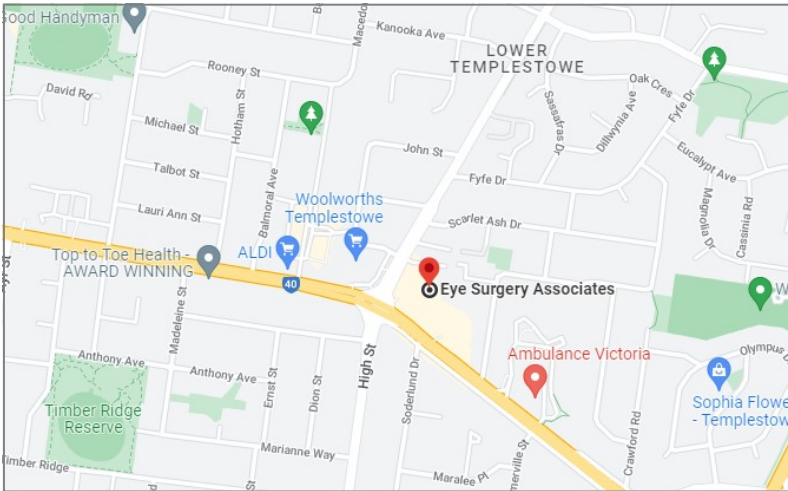 Good Handyman
Kanooka Ave
LOWER
TEMPLESTOWE
Rooney St
David Rd
Hotham St
Oak Cres
Fyfe Dr
Sassafras Dr
Dillwynia Ave
Michael St
John St
Eucalypt Ave
Talbot St
Balmoral Ave
Fyfe Dr
Magnolia Dr
Cassinia Rd
Woolworths
Templestowe
Lauri Ann St
Scarlet Ash Dr
ALDI
Top to Toe Health -
AWARD WINNING
40
Eye Surgery Associates
Madeleine St
High St
Anthony Ave
Anthony Ave
Ernst St
Dion St
Soderlund Dr
Ambulance Victoria
Olympus
Sophia Flowe
- Templestow
Timber Ridge
Reserve
Crawford Rd
Marianne Way
merville St
Timber Ridge
Maralee Pl